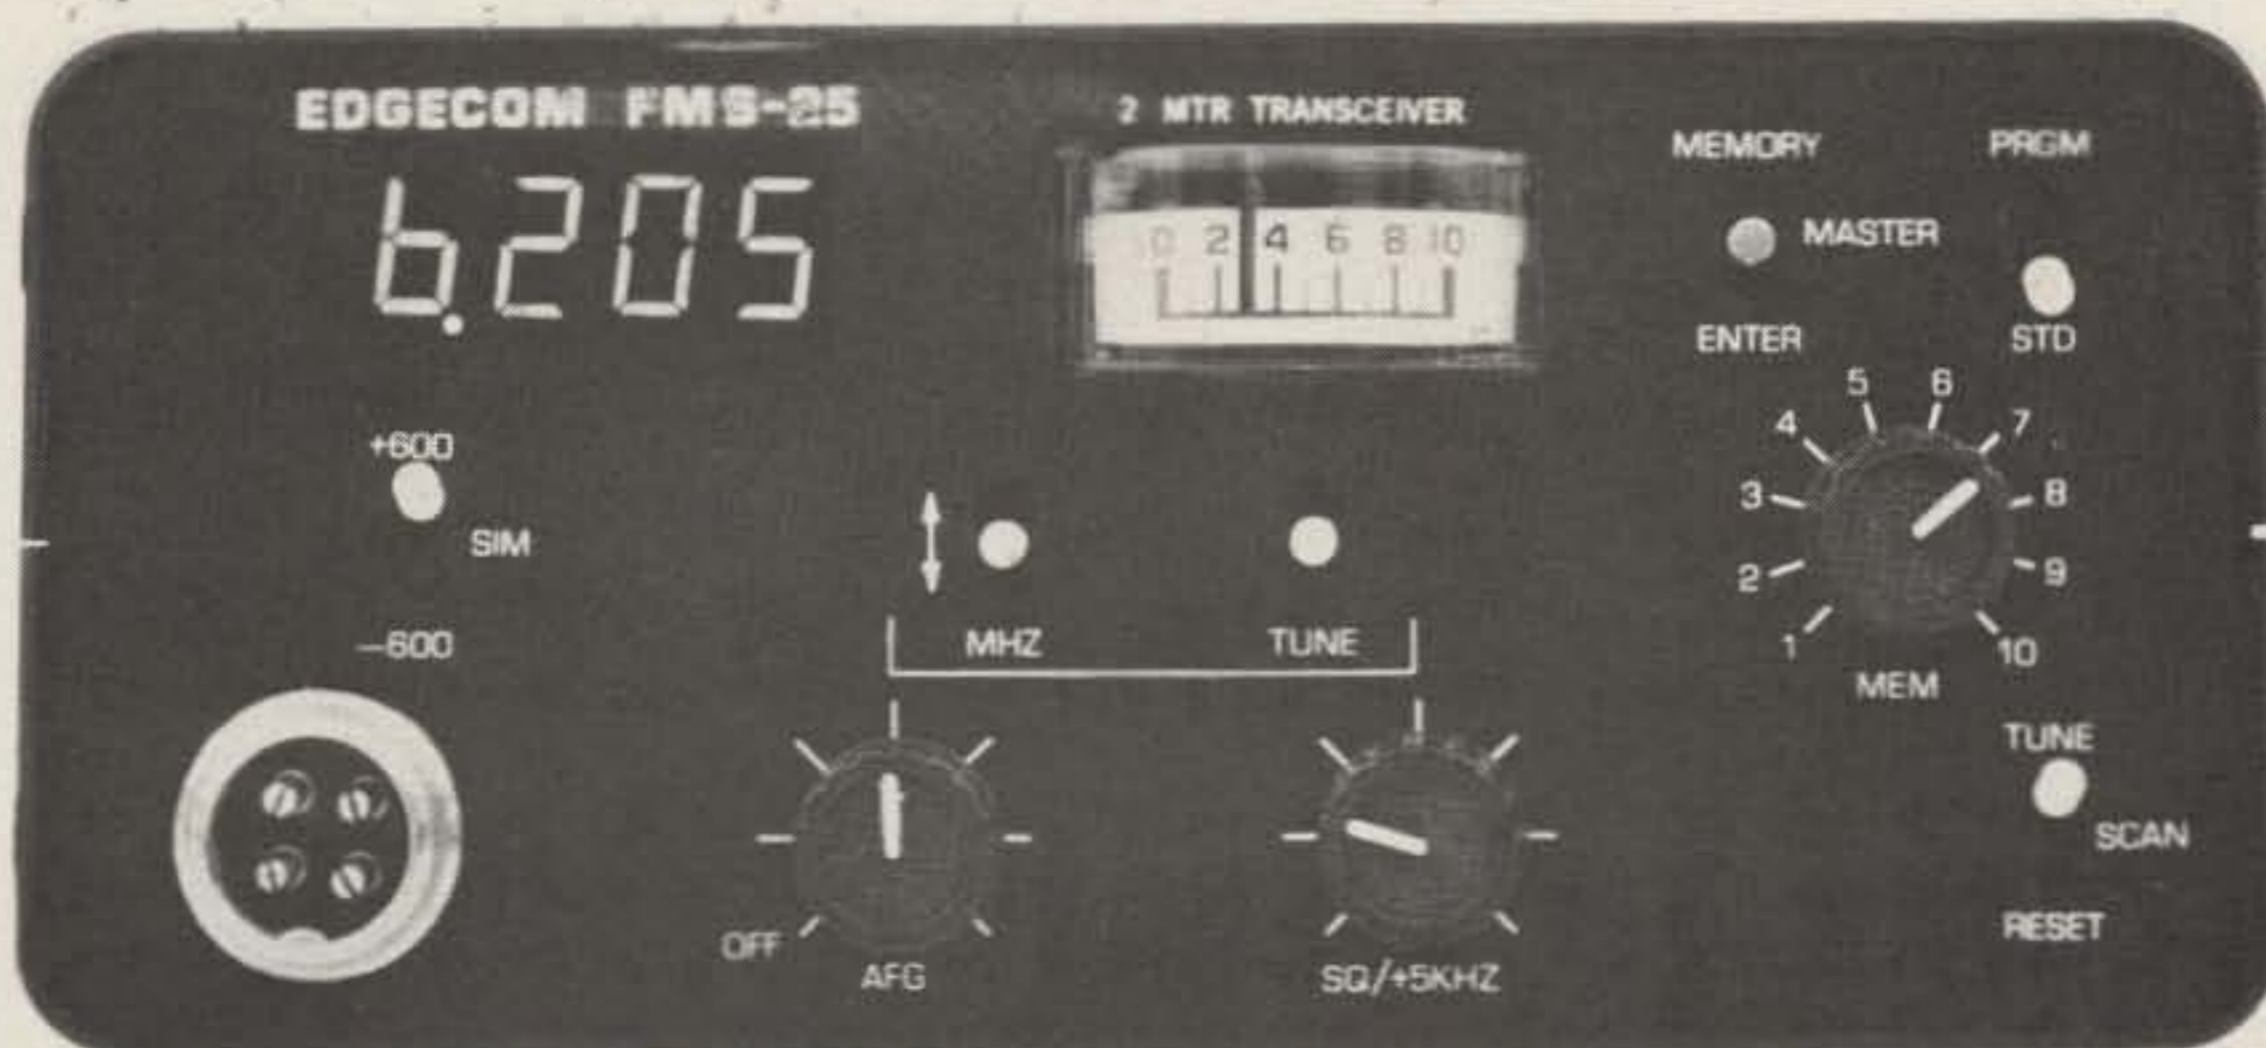 EDGECOM FMS-25
2 MTR TRANSCEIVER
6.205
0 2 4 6 8 10
MEMORY
PRGM
MASTER
ENTER
STD
+600
SIM
-600
MHZ
TUNE
1 2 3 4 5 6 7 8 9 10
MEM
TUNE
SCAN
RESET
OFF
AFG
SQ/+5KHZ